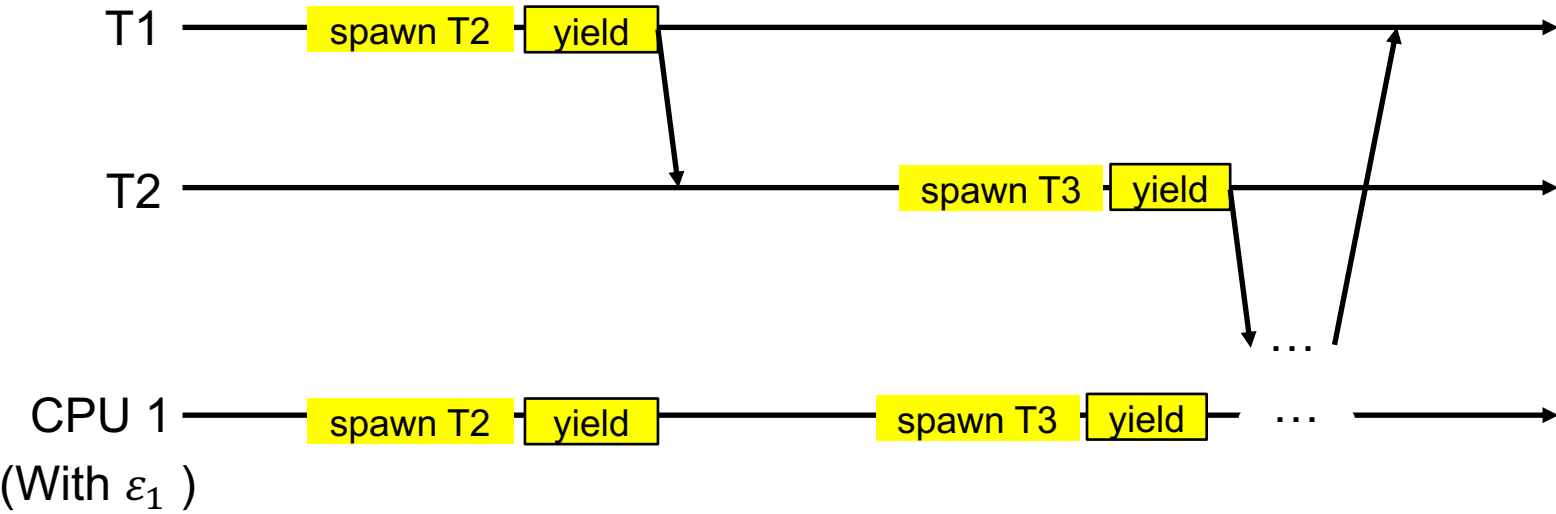 T1 spawn T2 yield
T2 spawn T3 yield
...
CPU 1 spawn T2 yield spawn T3 yield ...
(With ε₁ )